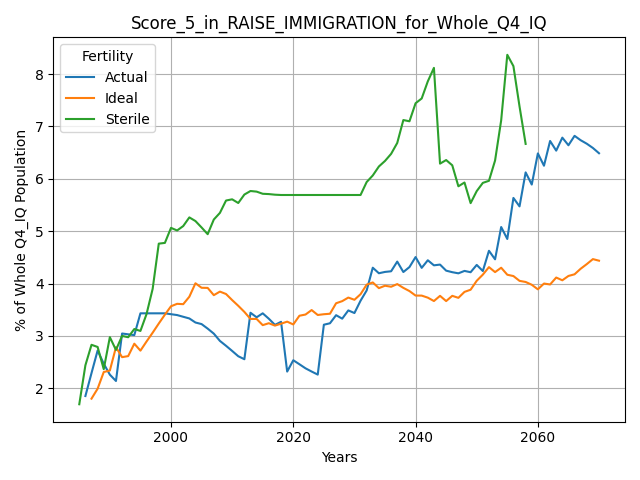 Score_5_in_RAISE_IMMIGRATION_for_Whole_Q4_IQ
Fertility
Actual
Ideal
Sterile
% of Whole Q4_IQ Population
8
7
6
5
4
3
2
2000
2020
2040
2060
Years